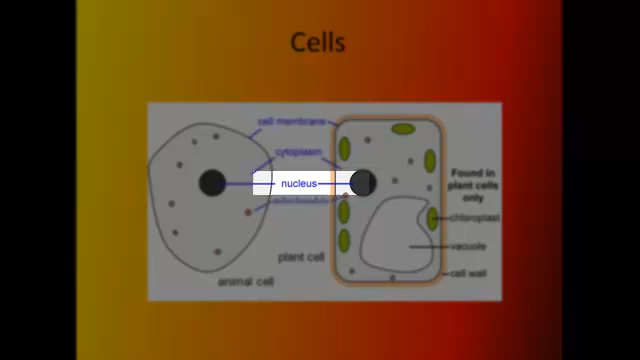 Cells
cell membrane
cytoplasm
nucleus
Found in
plant cells
only
chloroplast
vacuole
plant cell
cell wall
animal cell